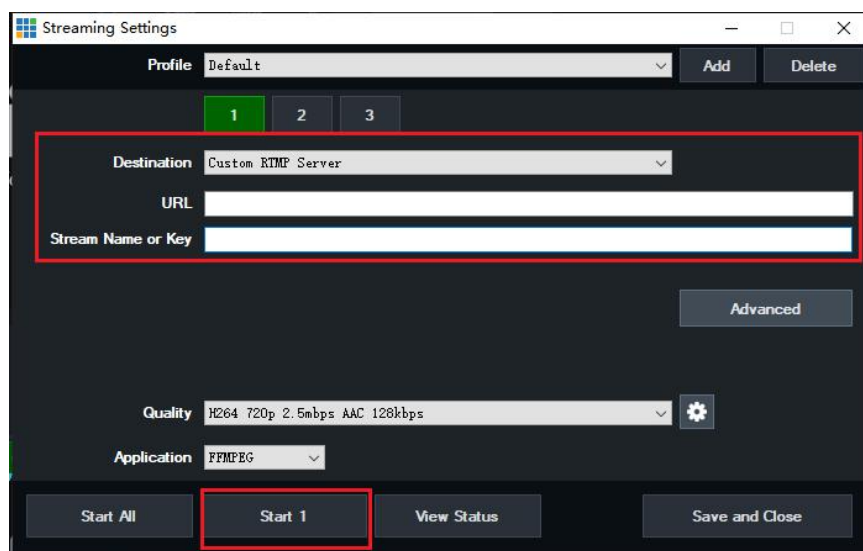 Streaming Settings
Profile Default Add Delete
1 2 3
Destination Custom RTMP Server
URL
Stream Name or Key
Advanced
Quality H264 720p 2.5mbps AAC 128kbps
Application FFMPEG
Start All Start 1 View Status Save and Close